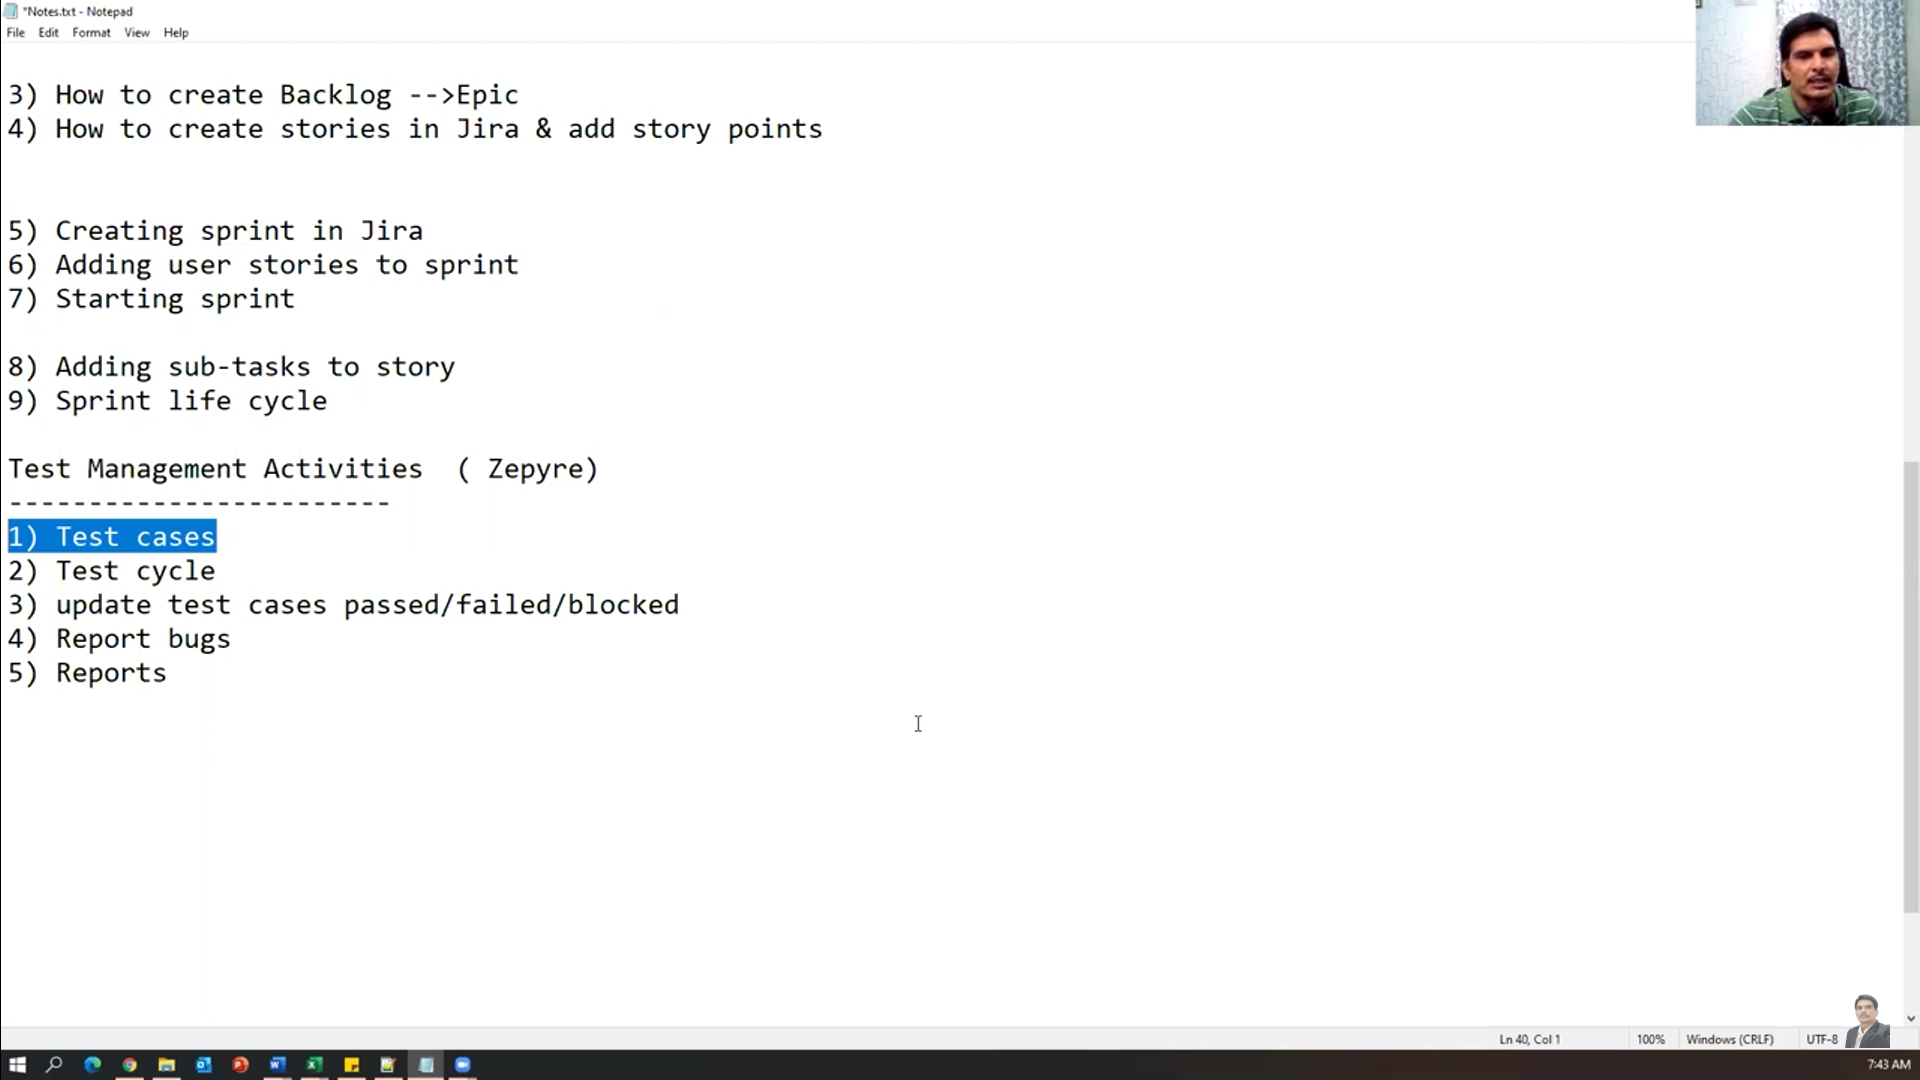 *Notes.txt - Notepad
File Edit Format View Help
3) How to create Backlog -->Epic
4) How to create stories in Jira & add story points
5) Creating sprint in Jira
6) Adding user stories to sprint
7) Starting sprint
8) Adding sub-tasks to story
9) Sprint life cycle
Test Management Activities ( Zepyre)
------------------------
1) Test cases
2) Test cycle
3) update test cases passed/failed/blocked
4) Report bugs
5) Reports
Ln 40, Col 1 100% Windows (CRLF) UTF-8
7:43 AM